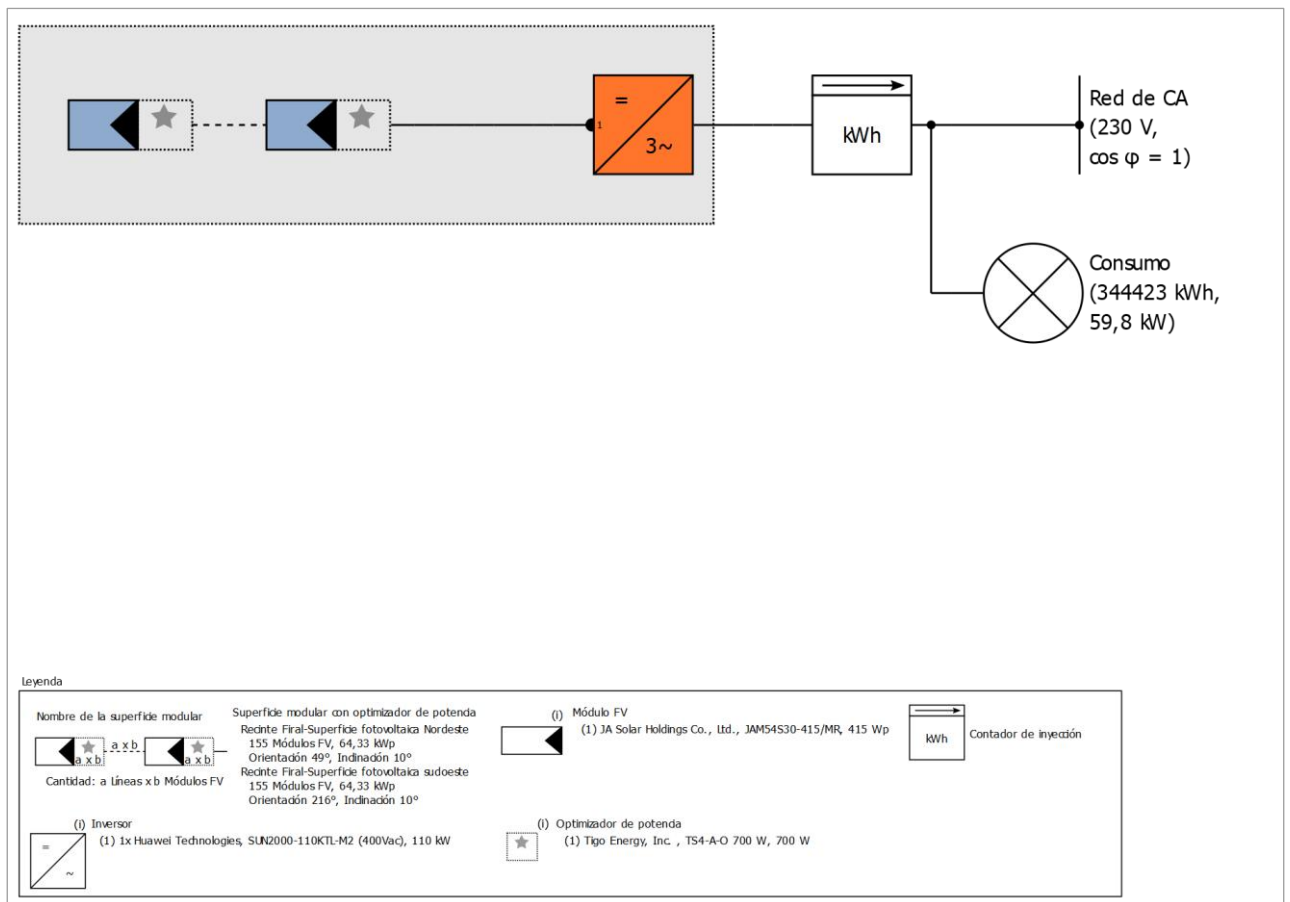 =
1
3~
kWh
Red de CA
(230 V,
cos φ = 1)
Consumo
(344423 kWh,
59,8 kW)
Leyenda
Nombre de la superficie modular
a x b
a x b
a x b
Cantidad: a Líneas x b Módulos FV
Superficie modular con optimizador de potencia
Recinte Firal-Superficie fotovoltaica Nordeste
155 Módulos FV, 64,33 kWp
Orientación 49°, Inclinación 10°
Recinte Firal-Superficie fotovoltaica sudoeste
155 Módulos FV, 64,33 kWp
Orientación 216°, Inclinación 10°
(i) Módulo FV
(1) JA Solar Holdings Co., Ltd., JAM54S30-415/MR, 415 Wp
kWh
Contador de inyección
(i) Inversor
=
~
(1) 1x Huawei Technologies, SUN2000-110KTL-M2 (400Vac), 110 kW
(i) Optimizador de potencia
(1) Tigo Energy, Inc. , TS4-A-O 700 W, 700 W